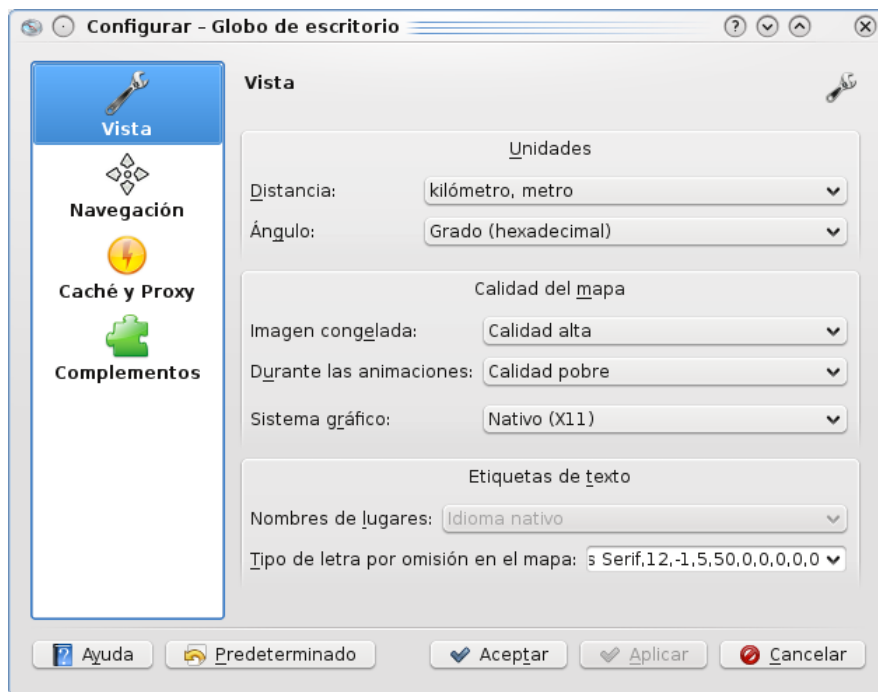 Configurar – Globo de escritorio
Vista
Navegación
Caché y Proxy
Complementos
Vista
Unidades
Distancia: kilómetro, metro
Ángulo: Grado (hexadecimal)
Calidad del mapa
Imagen congelada: Calidad alta
Durante las animaciones: Calidad pobre
Sistema gráfico: Nativo (X11)
Etiquetas de texto
Nombres de lugares: Idioma nativo
Tipo de letra por omisión en el mapa: s Serif,12,-1,5,50,0,0,0,0,0
Ayuda Predeterminado Aceptar Aplicar Cancelar